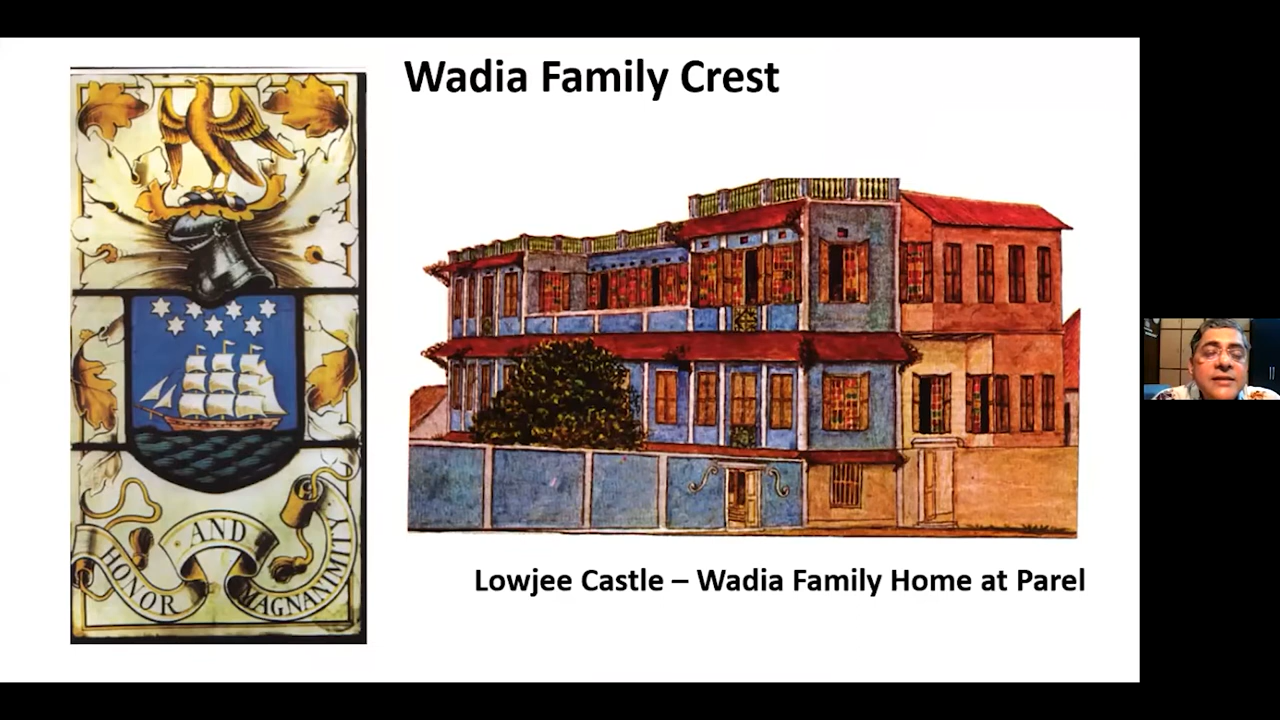 Wadia Family Crest
HONOR
AND
MAGNANIMITY
Lowjee Castle – Wadia Family Home at Parel